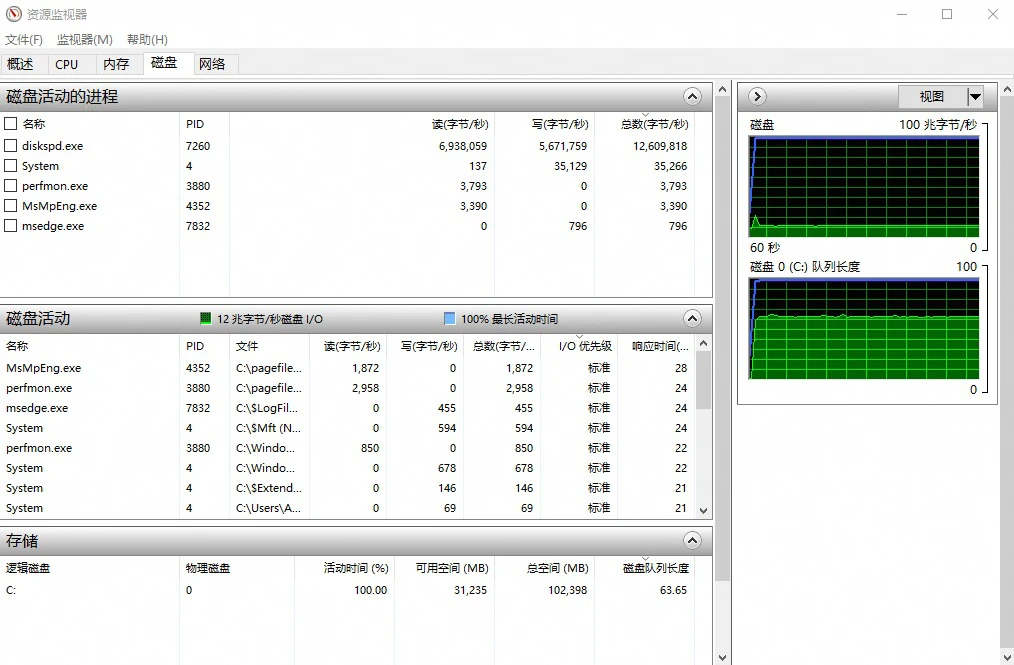 资源监视器
文件(F) 监视器(M) 帮助(H)
概述 CPU 内存 磁盘 网络
磁盘活动的进程
名称 PID 读(字节/秒) 写(字节/秒) 总数(字节/秒)
diskspd.exe 7260 6,938,059 5,671,759 12,609,818
System 4 137 35,129 35,266
perfmon.exe 3880 3,793 0 3,793
MsMpEng.exe 4352 3,390 0 3,390
msedge.exe 7832 0 796 796
磁盘活动 12 兆字节/秒磁盘 I/O 100% 最长活动时间
名称 PID 文件 读(字节/秒) 写(字节/秒) 总数(字节/... I/O 优先级 响应时间(...
MsMpEng.exe 4352 C:\pagefile... 1,872 0 1,872 标准 28
perfmon.exe 3880 C:\pagefile... 2,958 0 2,958 标准 24
msedge.exe 7832 C:\$LogFil... 0 455 455 标准 24
System 4 C:\$Mft (N... 0 594 594 标准 24
perfmon.exe 3880 C:\Windo... 850 0 850 标准 22
System 4 C:\Windo... 0 678 678 标准 22
System 4 C:\$Extend... 0 146 146 标准 21
System 4 C:\Users\A... 0 69 69 标准 21
存储
逻辑磁盘 物理磁盘 活动时间 (%) 可用空间 (MB) 总空间 (MB) 磁盘队列长度
C: 0 100.00 31,235 102,398 63.65
视图
磁盘 100 兆字节/秒
60 秒 0
磁盘 0 (C:) 队列长度 100
0